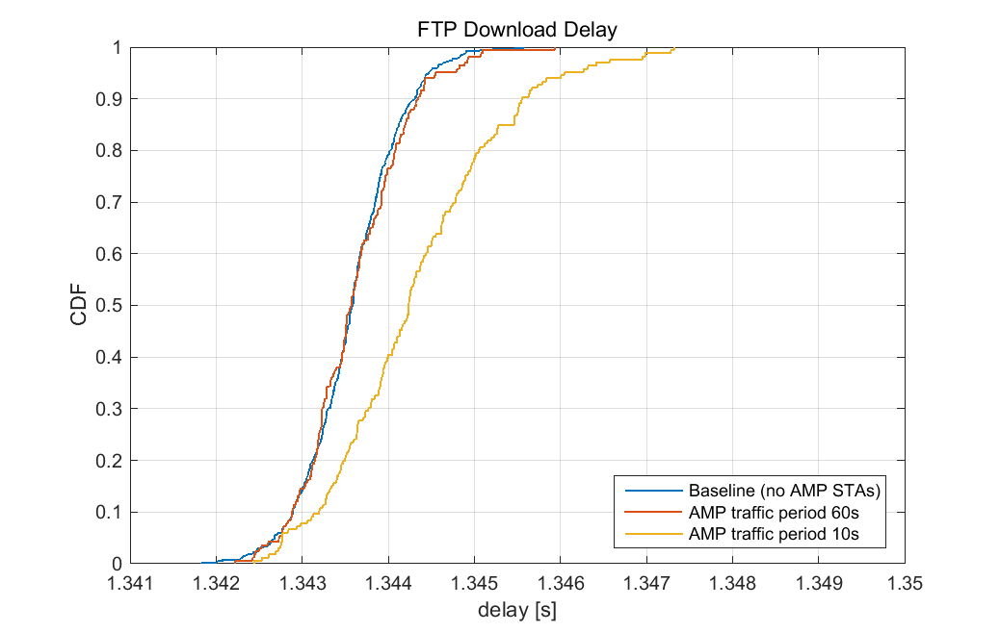 FTP Download Delay
1
0.9
0.8
0.7
0.6
0.5
0.4
0.3
0.2
0.1
0
CDF
Baseline (no AMP STAs)
AMP traffic period 60s
AMP traffic period 10s
1.341 1.342 1.343 1.344 1.345 1.346 1.347 1.348 1.349 1.35
delay [s]